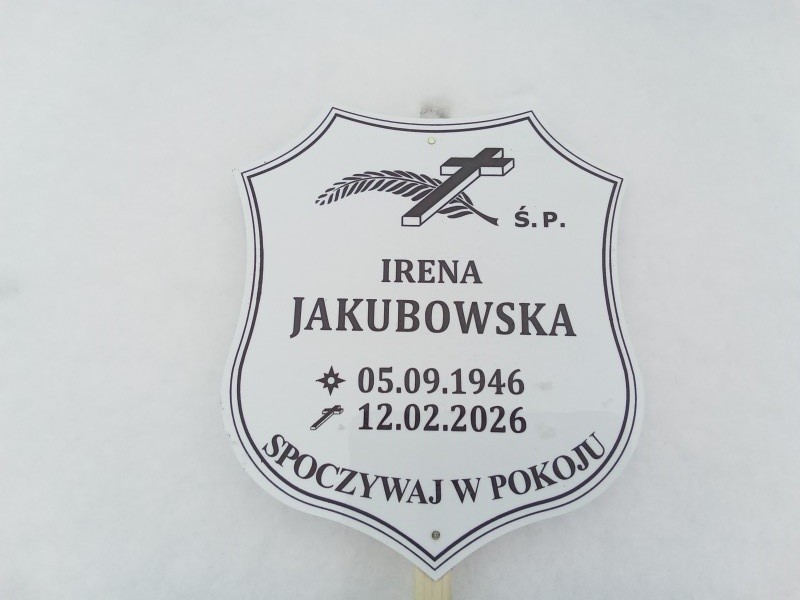 Ś.P.
IRENA
JAKUBOWSKA
05.09.1946
12.02.2026
SPOCZYWAJ W POKOJU